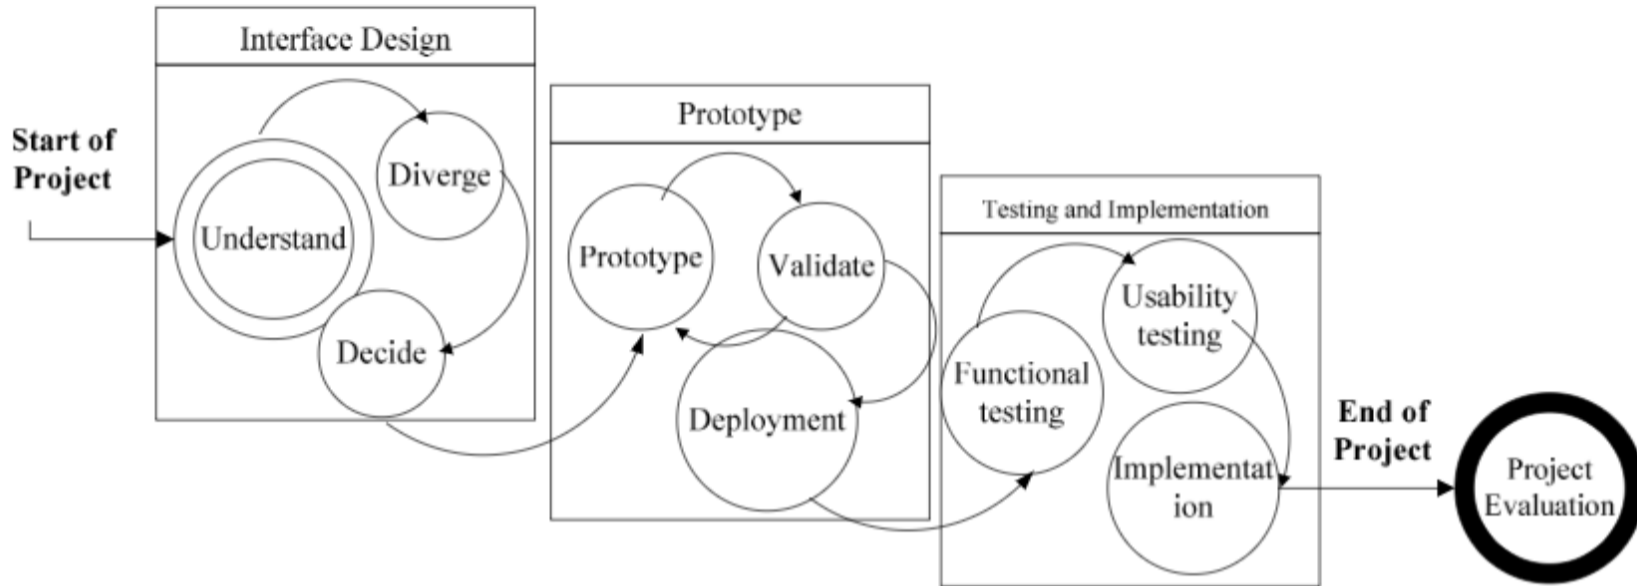 Start of
Project
Interface Design
Understand
Diverge
Decide
Prototype
Prototype
Validate
Deployment
Testing and Implementation
Functional
testing
Usability
testing
Implementat
ion
End of
Project
Project
Evaluation